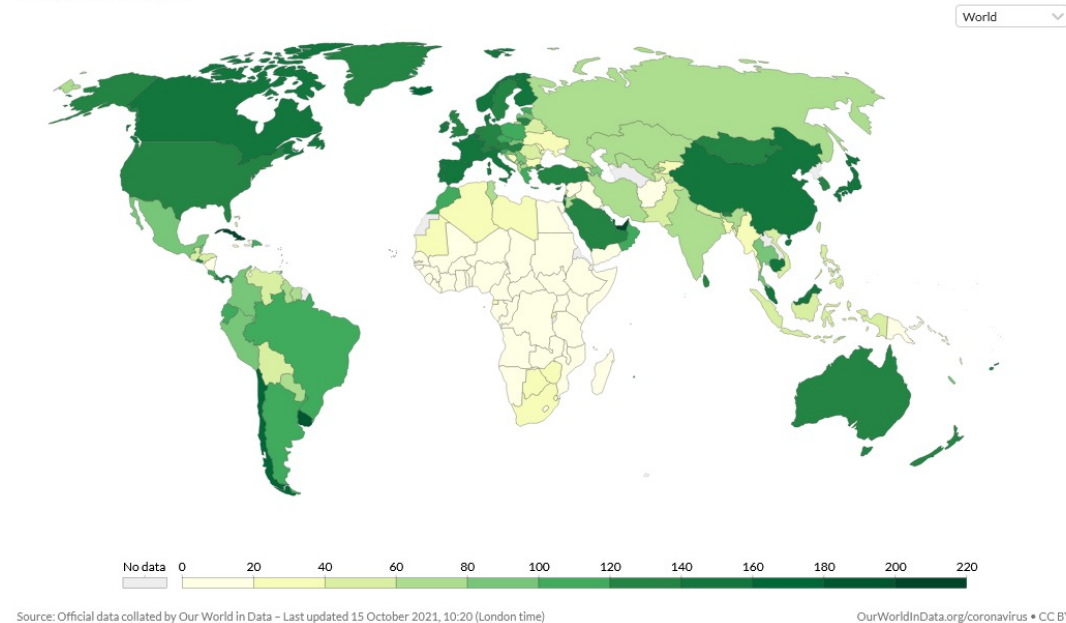 World
No data 0 20 40 60 80 100 120 140 160 180 200 220
Source: Official data collated by Our World in Data – Last updated 15 October 2021, 10:20 (London time)
OurWorldInData.org/coronavirus • CC BY